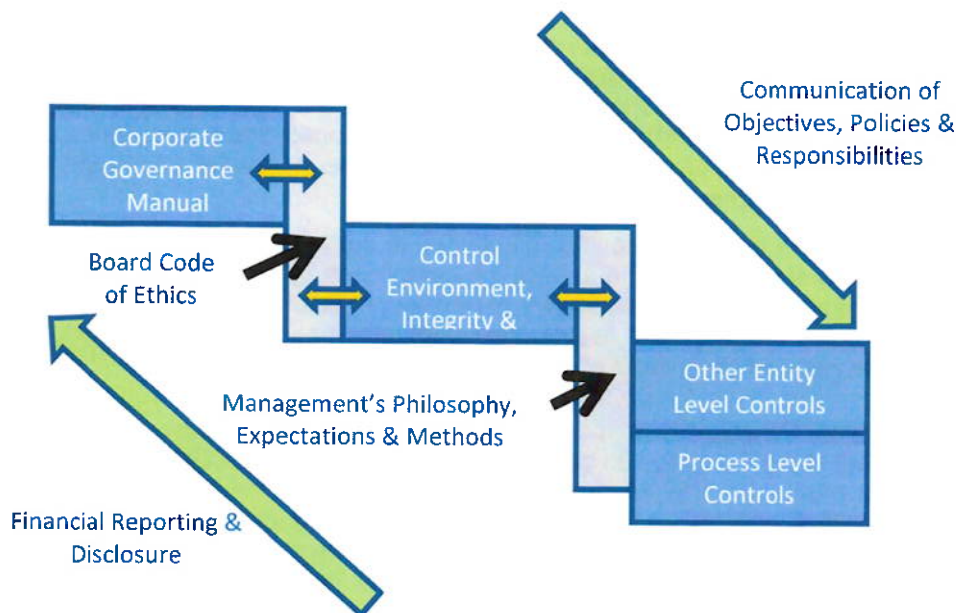 Communication of
Objectives, Policies &
Responsibilities
Corporate
Governance
Manual
Board Code
of Ethics
Control
Environment,
Integrity &
Management's Philosophy,
Expectations & Methods
Other Entity
Level Controls
Process Level
Controls
Financial Reporting &
Disclosure